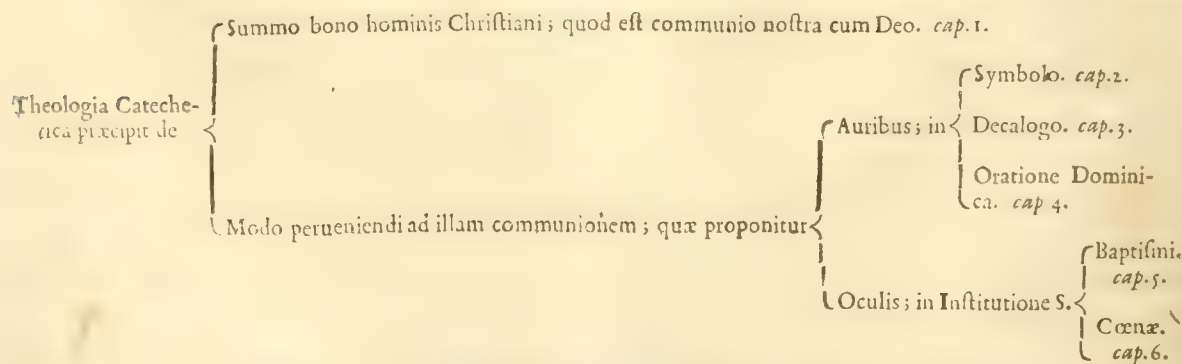 Summo bono hominis Chriſtiani; quod eſt communio noſtra cum Deo. cap. 1.
Theologia Cateche-
tica præcipit de
Modo perueniendi ad illam communionem; quæ proponitur
Auribus; in
Symbolo. cap. 2.
Decalogo. cap. 3.
Oratione Domini-
ca. cap 4.
Oculis; in Inſtitutione S.
Baptiſmi.
cap. 5.
Cœnæ.
cap. 6.